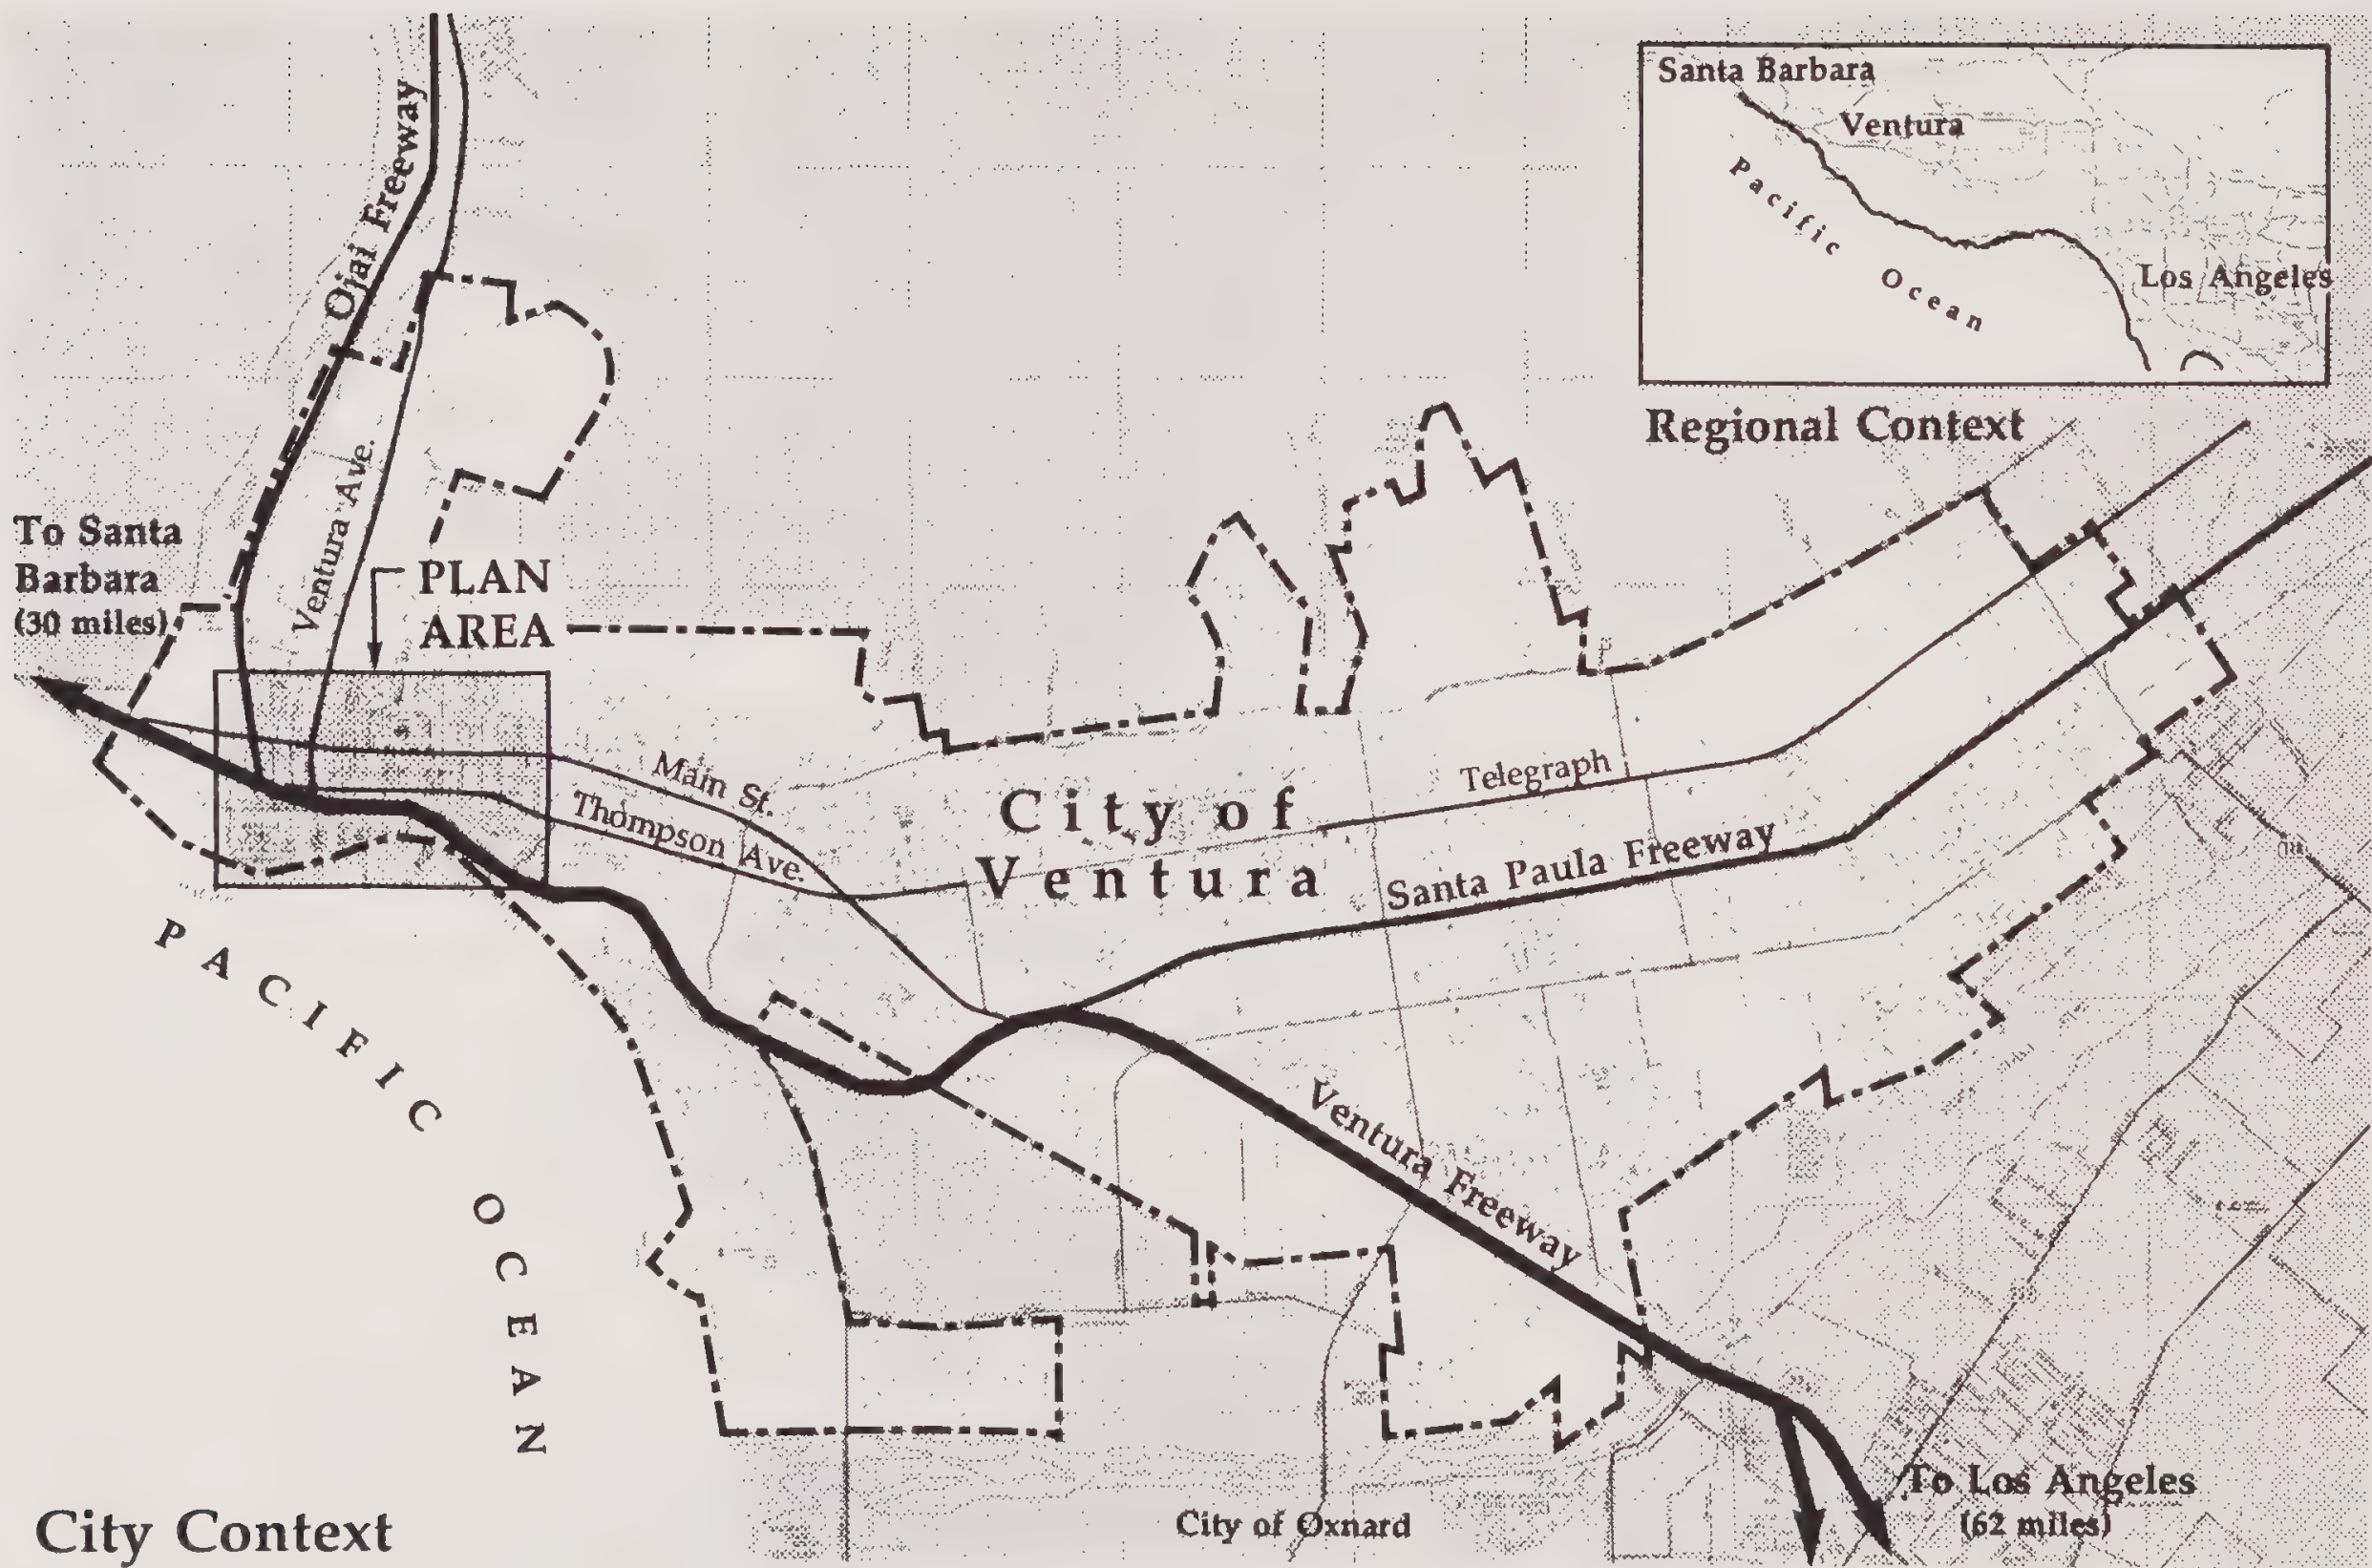 Santa Barbara
Ventura
Pacific Ocean
Los Angeles
Regional Context
Ojai Freeway
Ventura Ave.
To Santa
Barbara
(30 miles)
PLAN
AREA
Main St.
Thompson Ave.
City of
Ventura
Telegraph
Santa Paula Freeway
Ventura Freeway
PACIFIC OCEAN
City of Oxnard
To Los Angeles
(62 miles)
City Context